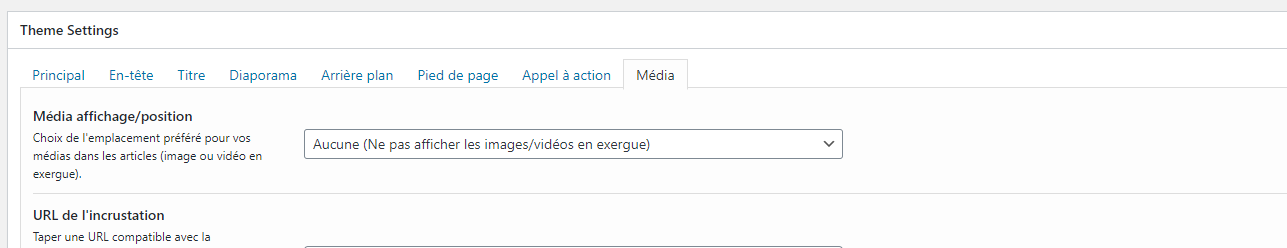 Theme Settings
Principal En-tête Titre Diaporama Arrière plan Pied de page Appel à action Média
Média affichage/position
Choix de l'emplacement préféré pour vos
médias dans les articles (image ou vidéo en
exergue).
Aucune (Ne pas afficher les images/vidéos en exergue)
URL de l'incrustation
Taper une URL compatible avec la